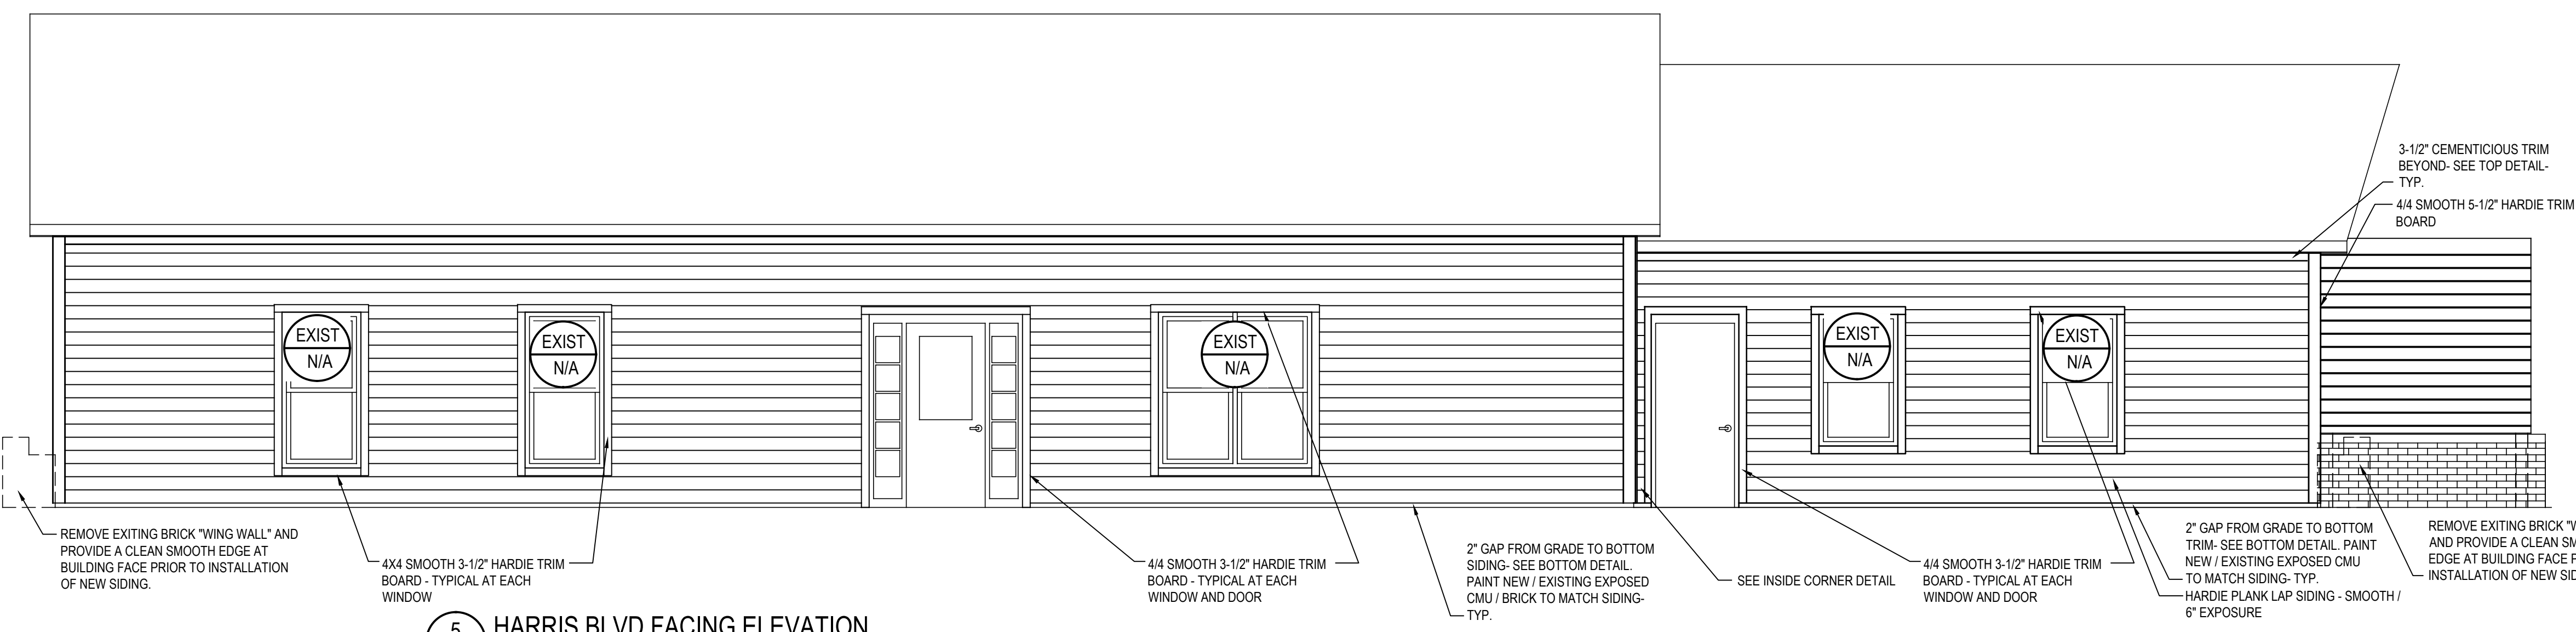 3-1/2" CEMENTICIOUS TRIM
BEYOND- SEE TOP DETAIL-
TYP.
4/4 SMOOTH 5-1/2" HARDIE TRIM
BOARD
EXIST
N/A
EXIST
N/A
EXIST
N/A
EXIST
N/A
EXIST
N/A
REMOVE EXITING BRICK "WING WALL" AND
PROVIDE A CLEAN SMOOTH EDGE AT
BUILDING FACE PRIOR TO INSTALLATION
OF NEW SIDING.
4X4 SMOOTH 3-1/2" HARDIE TRIM
BOARD - TYPICAL AT EACH
WINDOW
4/4 SMOOTH 3-1/2" HARDIE TRIM
BOARD - TYPICAL AT EACH
WINDOW AND DOOR
2" GAP FROM GRADE TO BOTTOM
SIDING- SEE BOTTOM DETAIL.
PAINT NEW / EXISTING EXPOSED
CMU / BRICK TO MATCH SIDING-
TYP.
SEE INSIDE CORNER DETAIL
4/4 SMOOTH 3-1/2" HARDIE TRIM
BOARD - TYPICAL AT EACH
WINDOW AND DOOR
2" GAP FROM GRADE TO BOTTOM
TRIM- SEE BOTTOM DETAIL. PAINT
NEW / EXISTING EXPOSED CMU
TO MATCH SIDING- TYP.
HARDIE PLANK LAP SIDING - SMOOTH /
6" EXPOSURE
REMOVE EXITING BRICK
AND PROVIDE A CLEAN
EDGE AT BUILDING FACE
INSTALLATION OF NEW
5
HARRIS BLVD FACING ELEVATION